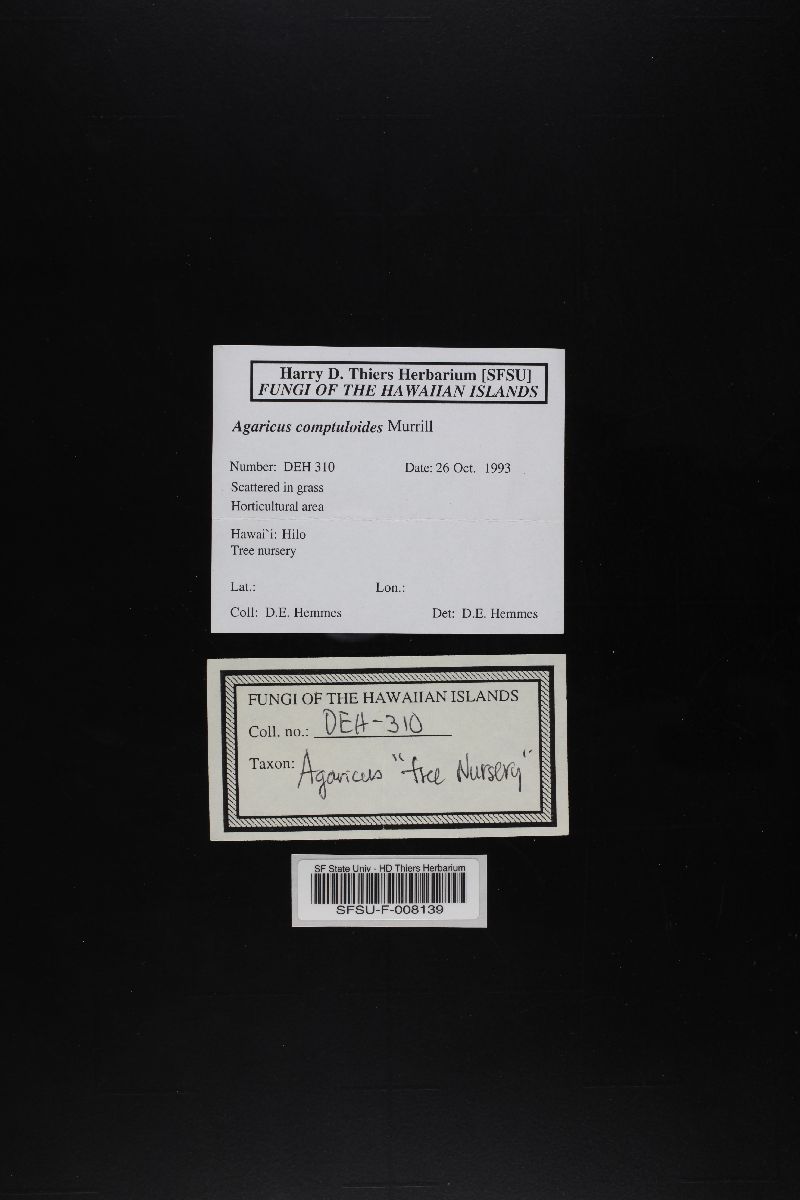 Harry D. Thiers Herbarium [SFSU]
FUNGI OF THE HAWAIIAN ISLANDS
Agaricus comptuloides Murrill
Number: DEH 310 Date: 26 Oct. 1993
Scattered in grass
Horticultural area
Hawai`i: Hilo
Tree nursery
Lat.: Lon.:
Coll: D.E. Hemmes Det: D.E. Hemmes
FUNGI OF THE HAWAIIAN ISLANDS
Coll. no.: DEH-310
Taxon: Agaricus "tree Nursery"
SF State Univ - HD Thiers Herbarium
SFSU-F-008139